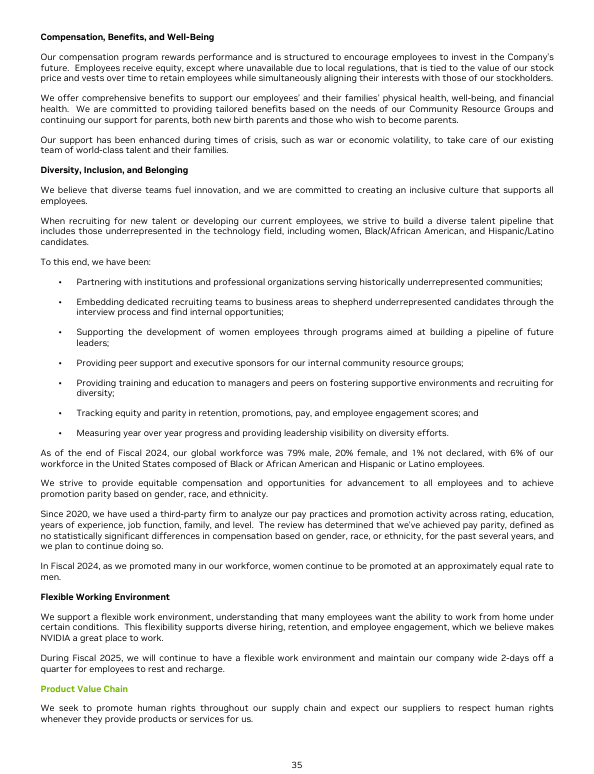 Compensation, Benefits, and Well-Being
Our compensation program rewards performance and is structured to encourage employees to invest in the Company's
future. Employees receive equity, except where unavailable due to local regulations, that is tied to the value of our stock
price and vests over time to retain employees while simultaneously aligning their interests with those of our stockholders.
We offer comprehensive benefits to support our employees' and their families' physical health, well-being, and financial
health. We are committed to providing tailored benefits based on the needs of our Community Resource Groups and
continuing our support for parents, both new birth parents and those who wish to become parents.
Our support has been enhanced during times of crisis, such as war or economic volatility, to take care of our existing
team of world-class talent and their families.
Diversity, Inclusion, and Belonging
We believe that diverse teams fuel innovation, and we are committed to creating an inclusive culture that supports all
employees.
When recruiting for new talent or developing our current employees, we strive to build a diverse talent pipeline that
includes those underrepresented in the technology field, including women, Black/African American, and Hispanic/Latino
candidates.
To this end, we have been:
• Partnering with institutions and professional organizations serving historically underrepresented communities;
• Embedding dedicated recruiting teams to business areas to shepherd underrepresented candidates through the
interview process and find internal opportunities;
• Supporting the development of women employees through programs aimed at building a pipeline of future
leaders;
• Providing peer support and executive sponsors for our internal community resource groups;
• Providing training and education to managers and peers on fostering supportive environments and recruiting for
diversity;
• Tracking equity and parity in retention, promotions, pay, and employee engagement scores; and
• Measuring year over year progress and providing leadership visibility on diversity efforts.
As of the end of Fiscal 2024, our global workforce was 79% male, 20% female, and 1% not declared, with 6% of our
workforce in the United States composed of Black or African American and Hispanic or Latino employees.
We strive to provide equitable compensation and opportunities for advancement to all employees and to achieve
promotion parity based on gender, race, and ethnicity.
Since 2020, we have used a third-party firm to analyze our pay practices and promotion activity across rating, education,
years of experience, job function, family, and level. The review has determined that we've achieved pay parity, defined as
no statistically significant differences in compensation based on gender, race, or ethnicity, for the past several years, and
we plan to continue doing so.
In Fiscal 2024, as we promoted many in our workforce, women continue to be promoted at an approximately equal rate to
men.
Flexible Working Environment
We support a flexible work environment, understanding that many employees want the ability to work from home under
certain conditions. This flexibility supports diverse hiring, retention, and employee engagement, which we believe makes
NVIDIA a great place to work.
During Fiscal 2025, we will continue to have a flexible work environment and maintain our company wide 2-days off a
quarter for employees to rest and recharge.
Product Value Chain
We seek to promote human rights throughout our supply chain and expect our suppliers to respect human rights
whenever they provide products or services for us.
35